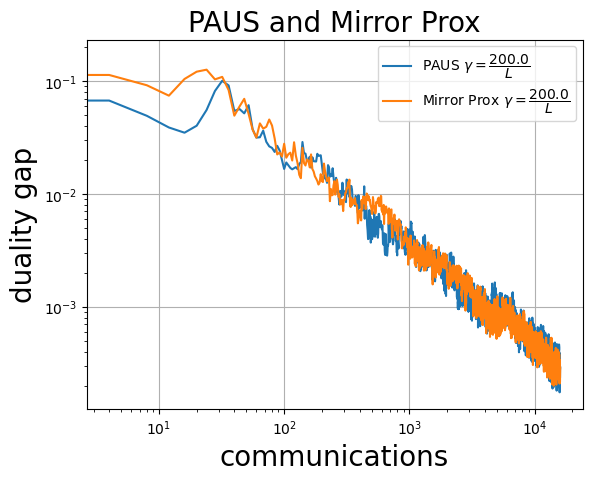 PAUS and Mirror Prox
PAUS γ = 200.0/L
Mirror Prox γ = 200.0/L
duality gap
10⁻¹
10⁻²
10⁻³
10¹ 10² 10³ 10⁴
communications